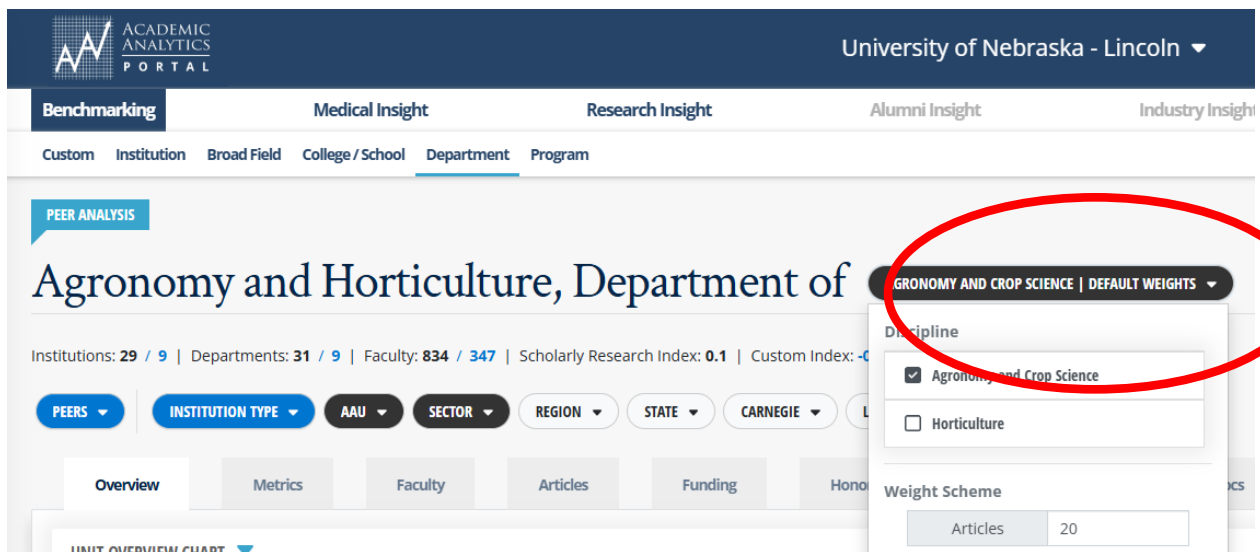 ACADEMIC
ANALYTICS
PORTAL
University of Nebraska - Lincoln
Benchmarking Medical Insight Research Insight Alumni Insight Industry Insight
Custom Institution Broad Field College / School Department Program
PEER ANALYSIS
Agronomy and Horticulture, Department of
AGRONOMY AND CROP SCIENCE | DEFAULT WEIGHTS
Discipline
Institutions: 29 / 9 | Departments: 31 / 9 | Faculty: 834 / 347 | Scholarly Research Index: 0.1 | Custom Index:
Agronomy and Crop Science
PEERS INSTITUTION TYPE AAU SECTOR REGION STATE CARNEGIE
Horticulture
Overview Metrics Faculty Articles Funding
Weight Scheme
Articles 20
UNIT OVERVIEW CHART